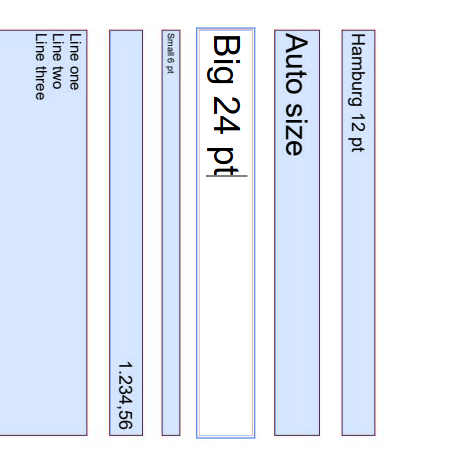 Hamburg 12 pt
Auto size
Big 24 pt
Small 6 pt
1.234,56
Line one
Line two
Line three